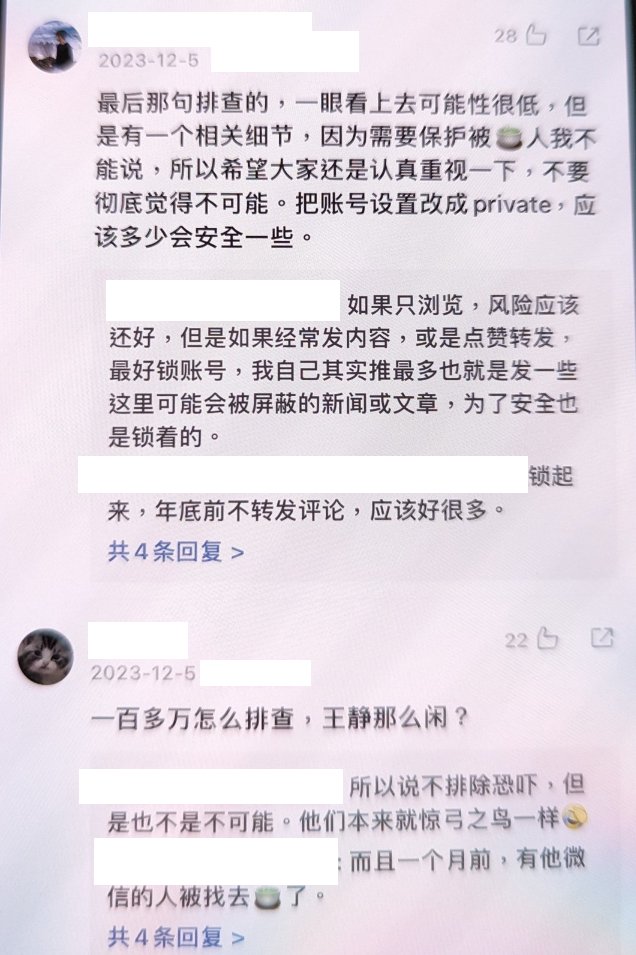 28
2023-12-5
最后那句排查的，一眼看上去可能性很低，但
是有一个相关细节，因为需要保护被🍵人我不
能说，所以希望大家还是认真重视一下，不要
彻底觉得不可能。把账号设置改成private，应
该多少会安全一些。
如果只浏览，风险应该
还好，但是如果经常发内容，或是点赞转发，
最好锁账号，我自己其实推最多也就是发一些
这里可能会被屏蔽的新闻或文章，为了安全也
是锁着的。
锁起
来，年底前不转发评论，应该好很多。
共4条回复 >
22
2023-12-5
一百多万怎么排查，王静那么闲？
所以说不排除恐吓，但
是也不是不可能。他们本来就惊弓之鸟一样
: 而且一个月前，有他微
信的人被找去🍵了。
共4条回复 >